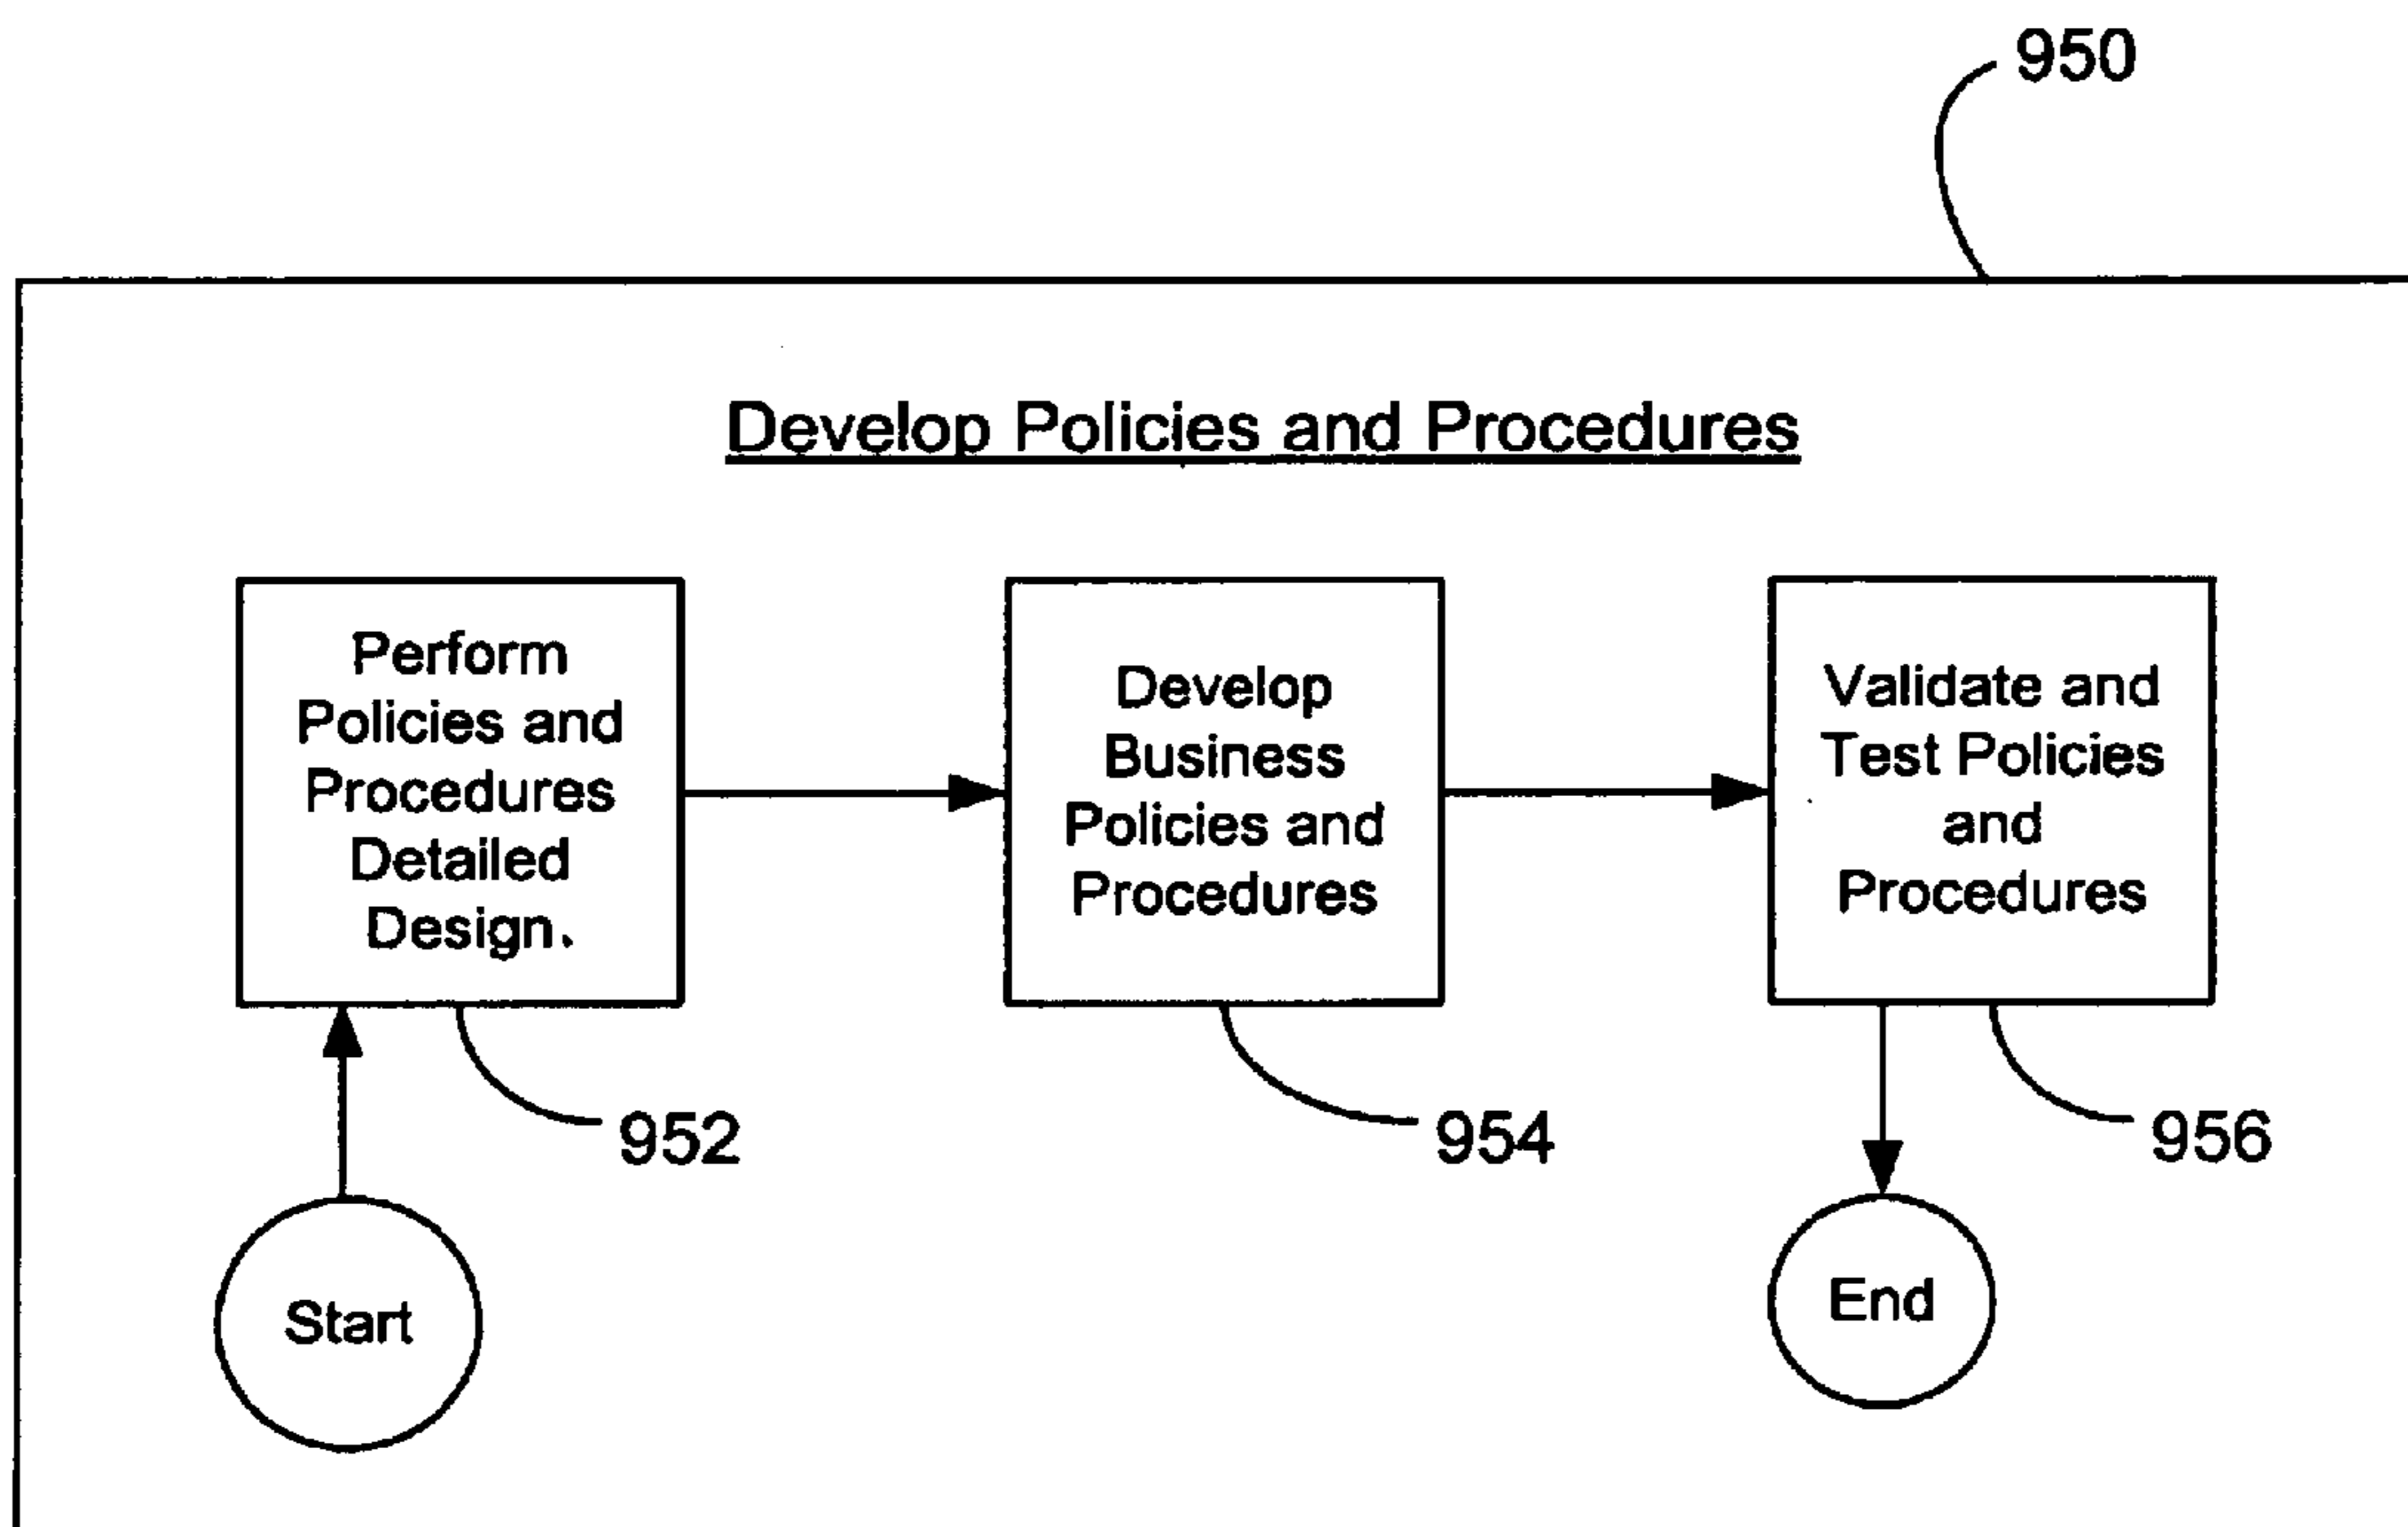 950
Develop Policies and Procedures
Perform
Policies and
Procedures
Detailed
Design.
Develop
Business
Policies and
Procedures
Validate and
Test Policies
and
Procedures
952
954
956
Start
End